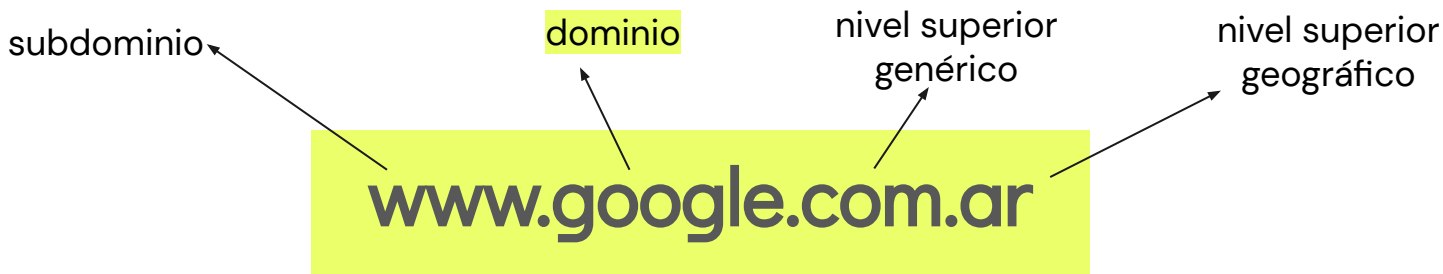 subdominio
dominio
nivel superior
genérico
nivel superior
geográfico
www.google.com.ar